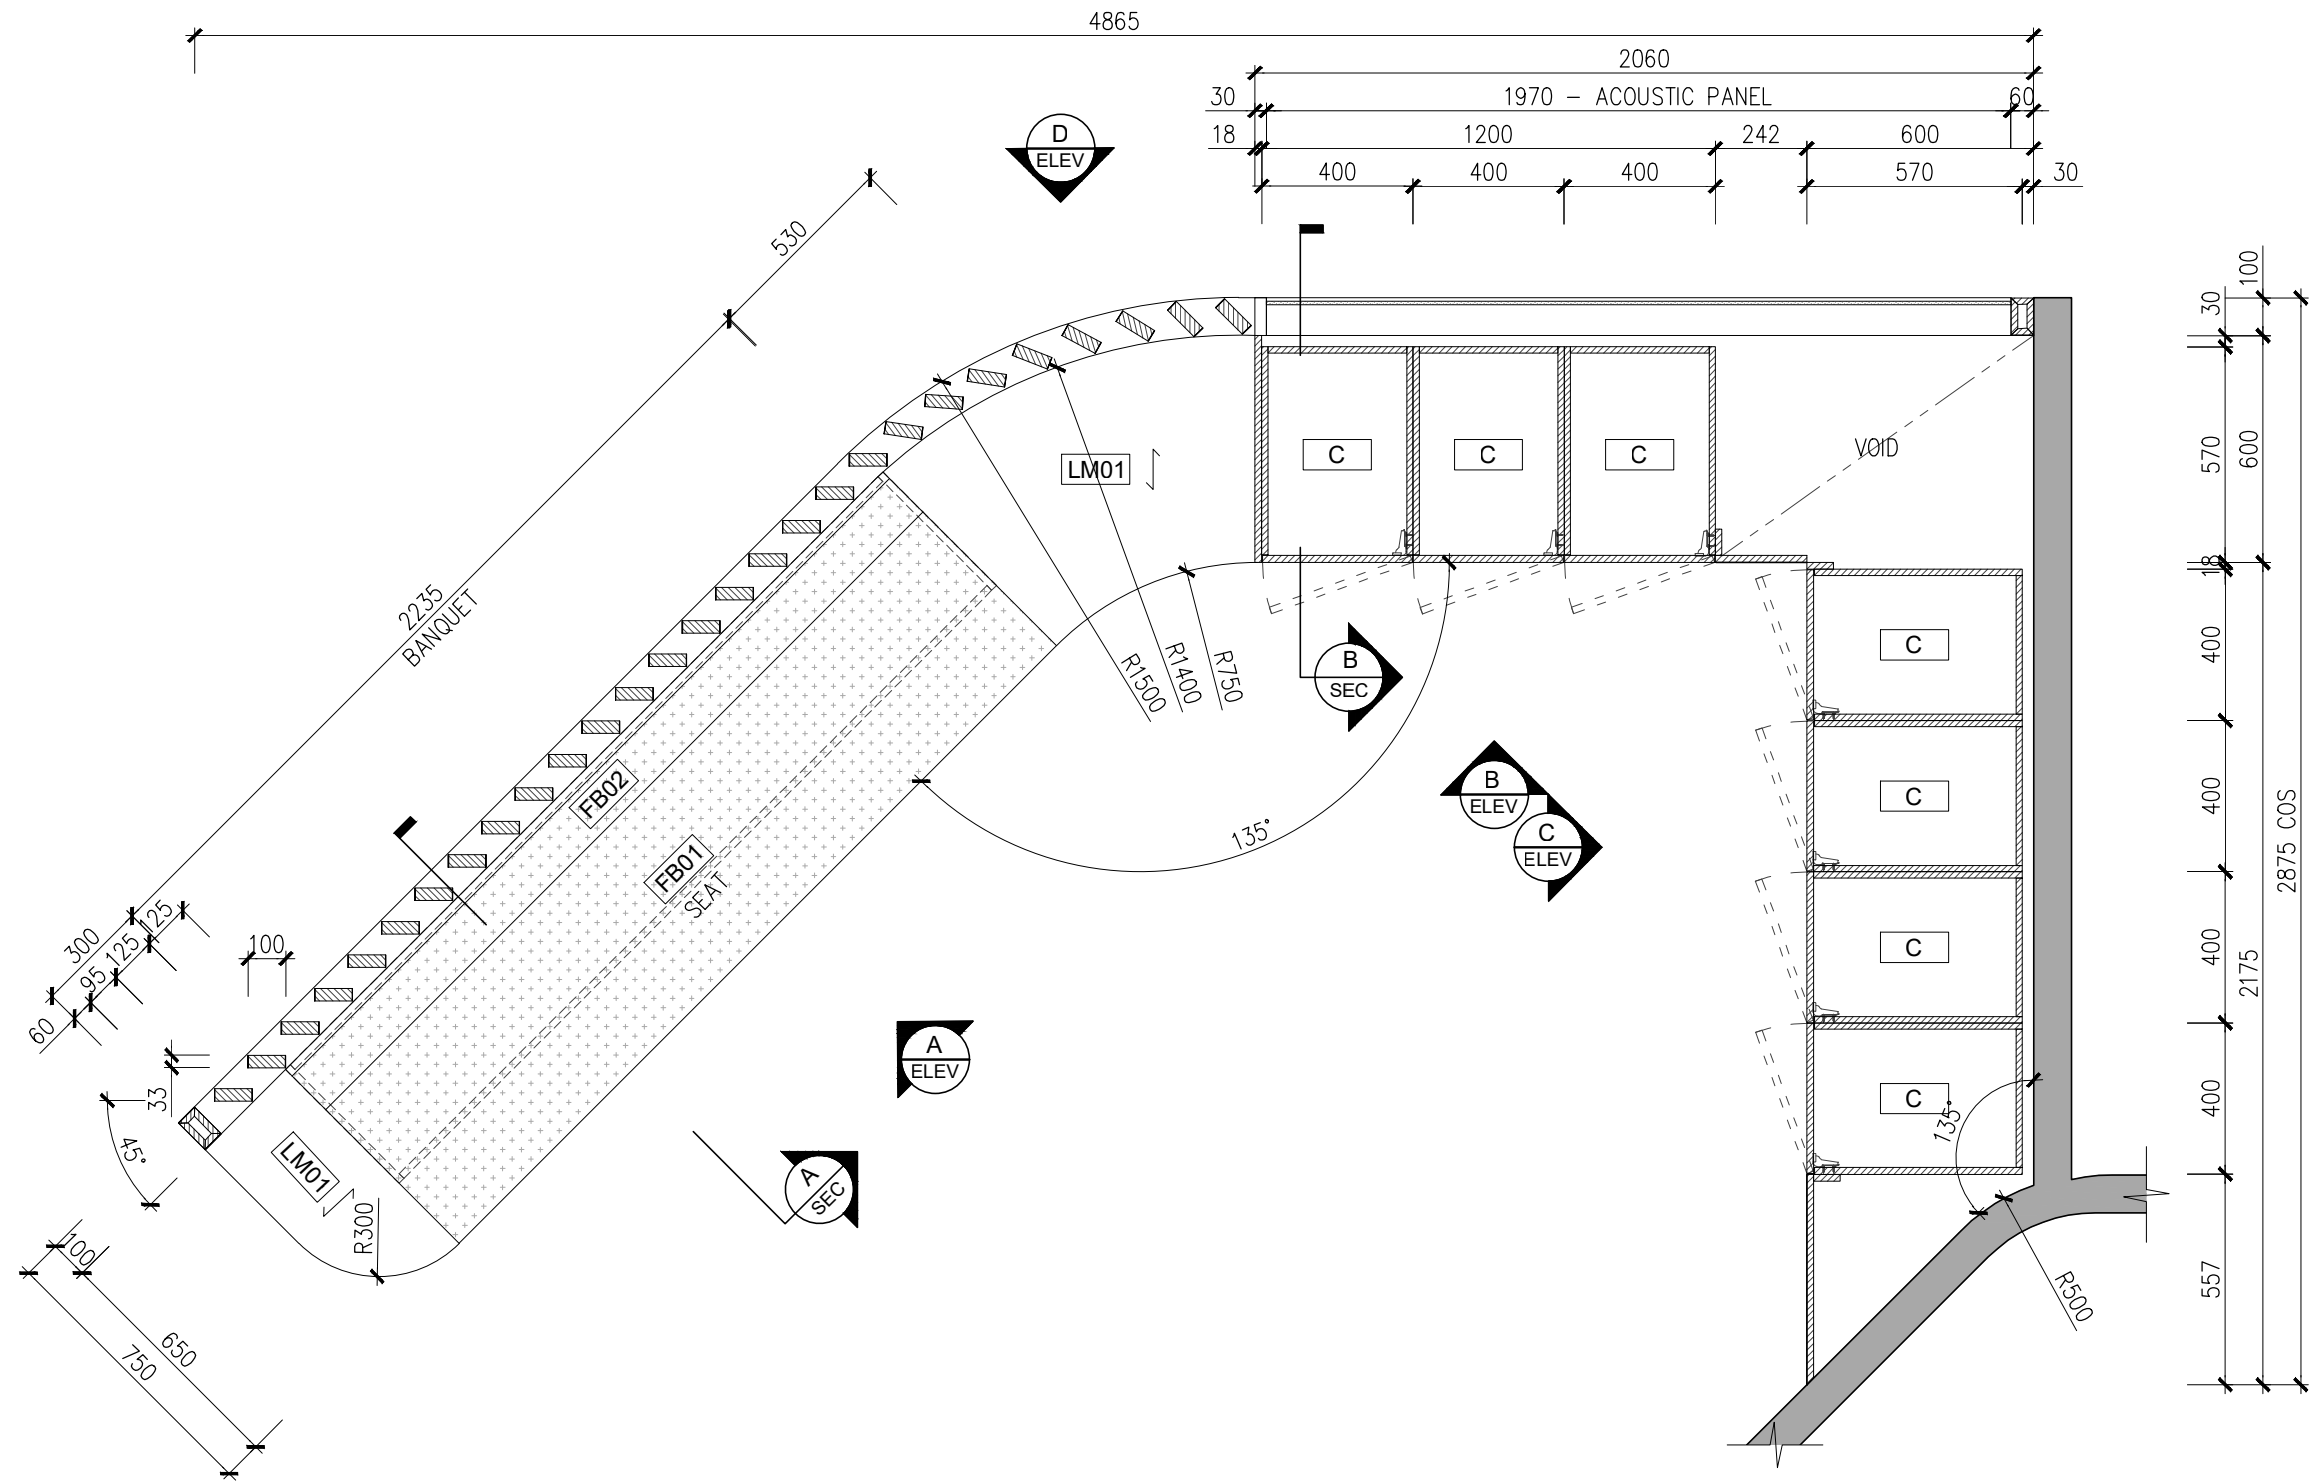 4865
2060
30
1970 - ACOUSTIC PANEL
60
18
1200
242
600
400
400
400
570
30
D
ELEV
530
2235
BANQUET
100
30
600
570
18
400
400
400
400
557
2175
2875 COS
LM01
C
C
C
VOID
C
C
C
C
R1500
R1400
R750
B
SEC
B
ELEV
C
ELEV
135°
FB02
FB01
SEAT
300
125
125
95
60
100
33
45°
A
ELEV
A
SEC
LM01
R300
100
650
750
135°
R500